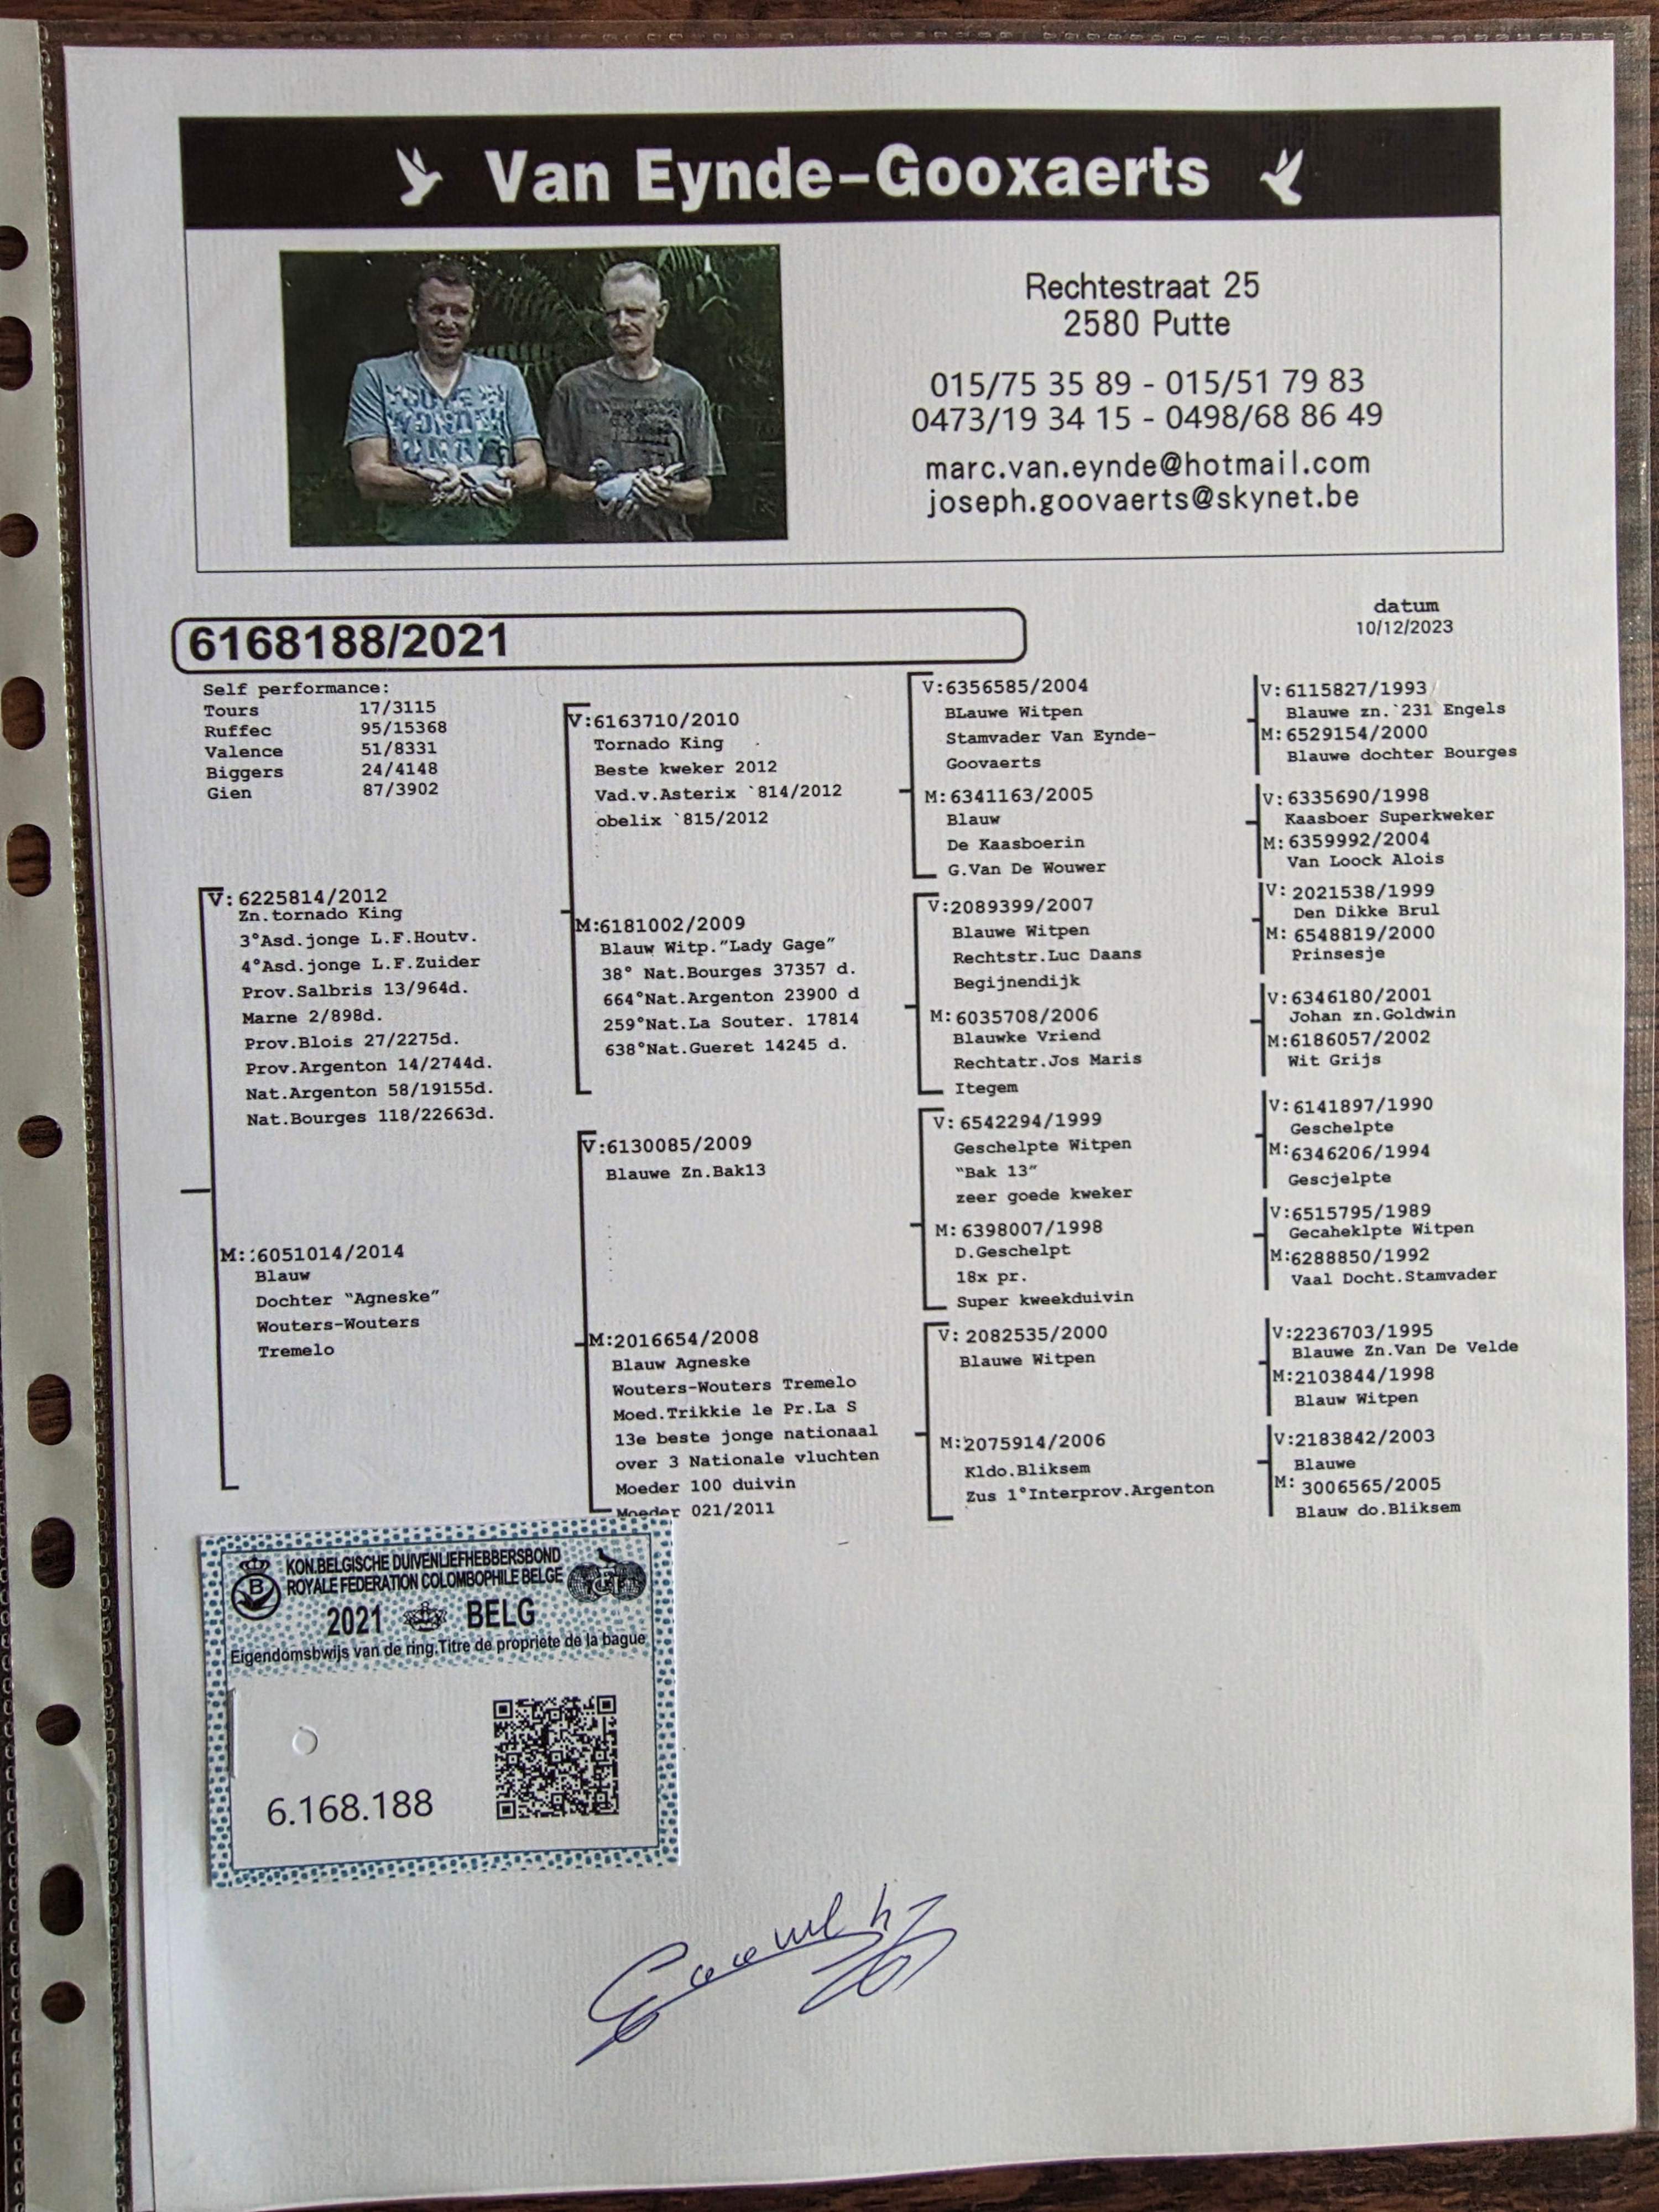 Van Eynde-Gooxaerts
Rechtestraat 25
2580 Putte
015/75 35 89 - 015/51 79 83
0473/19 34 15 - 0498/68 86 49
marc.van.eynde@hotmail.com
joseph.goovaerts@skynet.be
datum
10/12/2023
6168188/2021
Self performance:
Tours 17/3115
Ruffec 95/15368
Valence 51/8331
Biggers 24/4148
Gien 87/3902
V: 6225814/2012
Zn.tornado King
3°Asd.jonge L.F.Houtv.
4°Asd.jonge L.F.Zuider
Prov.Salbris 13/964d.
Marne 2/898d.
Prov.Blois 27/2275d.
Prov.Argenton 14/2744d.
Nat.Argenton 58/19155d.
Nat.Bourges 118/22663d.
M::6051014/2014
Blauw
Dochter "Agneske"
Wouters-Wouters
Tremelo
V:6163710/2010
Tornado King
Beste kweker 2012
Vad.v.Asterix `814/2012
obelix `815/2012
M:6181002/2009
Blauw Witp."Lady Gage"
38° Nat.Bourges 37357 d.
664°Nat.Argenton 23900 d
259°Nat.La Souter. 17814
638°Nat.Gueret 14245 d.
V:6130085/2009
Blauwe Zn.Bak13
M:2016654/2008
Blauw Agneske
Wouters-Wouters Tremelo
Moed.Trikkie le Pr.La S
13e beste jonge nationaal
over 3 Nationale vluchten
Moeder 100 duivin
Moeder 021/2011
V:6356585/2004
BLauwe Witpen
Stamvader Van Eynde-
Goovaerts
M:6341163/2005
Blauw
De Kaasboerin
G.Van De Wouwer
V:2089399/2007
Blauwe Witpen
Rechtstr.Luc Daans
Begijnendijk
M:6035708/2006
Blauwke Vriend
Rechtatr.Jos Maris
Itegem
V: 6542294/1999
Geschelpte Witpen
"Bak 13"
zeer goede kweker
M: 6398007/1998
D.Geschelpt
18x pr.
Super kweekduivin
V: 2082535/2000
Blauwe Witpen
M:2075914/2006
Kldo.Bliksem
Zus 1°Interprov.Argenton
V:6115827/1993
Blauwe zn.`231 Engels
M:6529154/2000
Blauwe dochter Bourges
V:6335690/1998
Kaasboer Superkweker
M:6359992/2004
Van Loock Alois
V: 2021538/1999
Den Dikke Brul
M: 6548819/2000
Prinsesje
V:6346180/2001
Johan zn.Goldwin
M:6186057/2002
Wit Grijs
V:6141897/1990
Geschelpte
M:6346206/1994
Gescjelpte
V:6515795/1989
Gecaheklpte Witpen
M:6288850/1992
Vaal Docht.Stamvader
V:2236703/1995
Blauwe Zn.Van De Velde
M:2103844/1998
Blauw Witpen
V:2183842/2003
Blauwe
M: 3006565/2005
Blauw do.Bliksem
KON.BELGISCHE DUIVENLIEFHEBBERSBOND
ROYALE FEDERATION COLOMBOPHILE BELGE
2021 BELG
Eigendomsbwijs van de ring.Titre de propriete de la bague
6.168.188